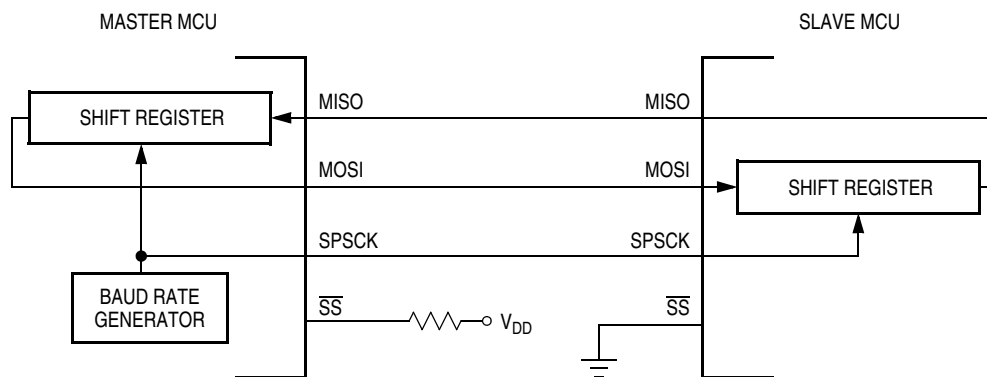 MASTER MCU
SLAVE MCU
SHIFT REGISTER
MISO
MISO
MOSI
MOSI
SHIFT REGISTER
SPSCK
SPSCK
BAUD RATE
GENERATOR
SS
VDD
SS